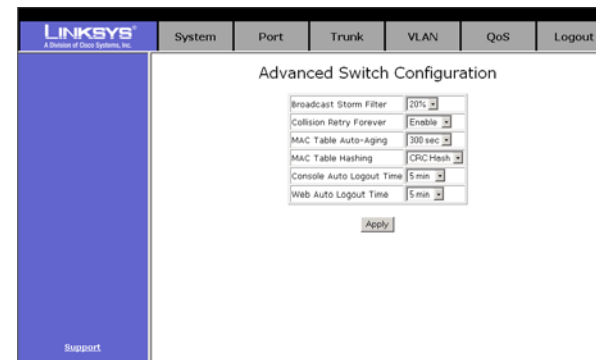 LINKSYS®
A Division of Cisco Systems, Inc.
System Port Trunk VLAN QoS Logout
Advanced Switch Configuration
Broadcast Storm Filter 20%
Collision Retry Forever Enable
MAC Table Auto-Aging 300 sec
MAC Table Hashing CRC Hash
Console Auto Logout Time 5 min
Web Auto Logout Time 5 min
Apply
Support